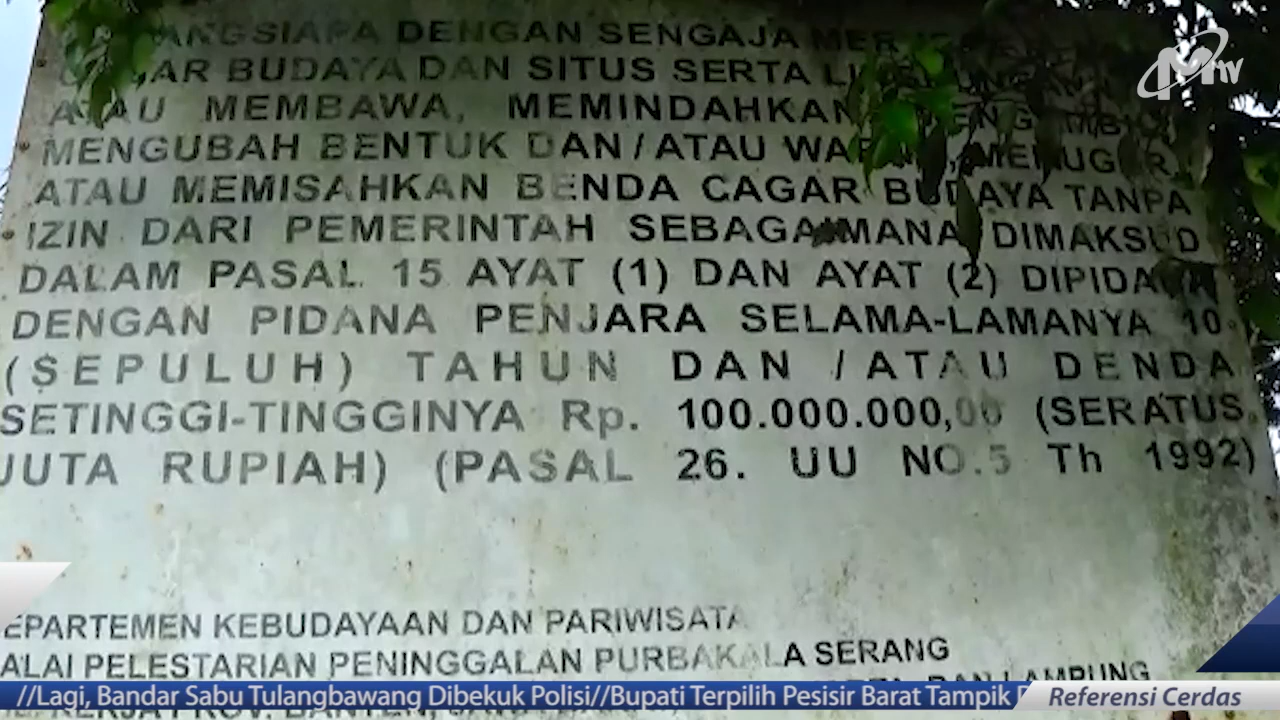 DENGAN SENGAJA
BUDAYA DAN SITUS SERTA
ATAU MEMBAWA, MEMINDAHKAN
MENGUBAH BENTUK DAN/ATAU
ATAU MEMISAHKAN BENDA CAGAR BUDAYA TANPA
IZIN DARI PEMERINTAH SEBAGAIMANA DIMAKSUD
DALAM PASAL 15 AYAT (1) DAN AYAT (2) DIPIDANA
DENGAN PIDANA PENJARA SELAMA-LAMANYA 10
(SEPULUH) TAHUN DAN /ATAU DENDA
SETINGGI-TINGGINYA Rp. 100.000.000,00 (SERATUS
JUTA RUPIAH) (PASAL 26. UU NO.5 Th 1992)
EPARTEMEN KEBUDAYAAN DAN PARIWISATA
ALAI PELESTARIAN PENINGGALAN PURBAKALA SERANG
DAN LAMPUNG
MTV
//Lagi, Bandar Sabu Tulangbawang Dibekuk Polisi//Bupati Terpilih Pesisir Barat Tampik
Referensi Cerdas